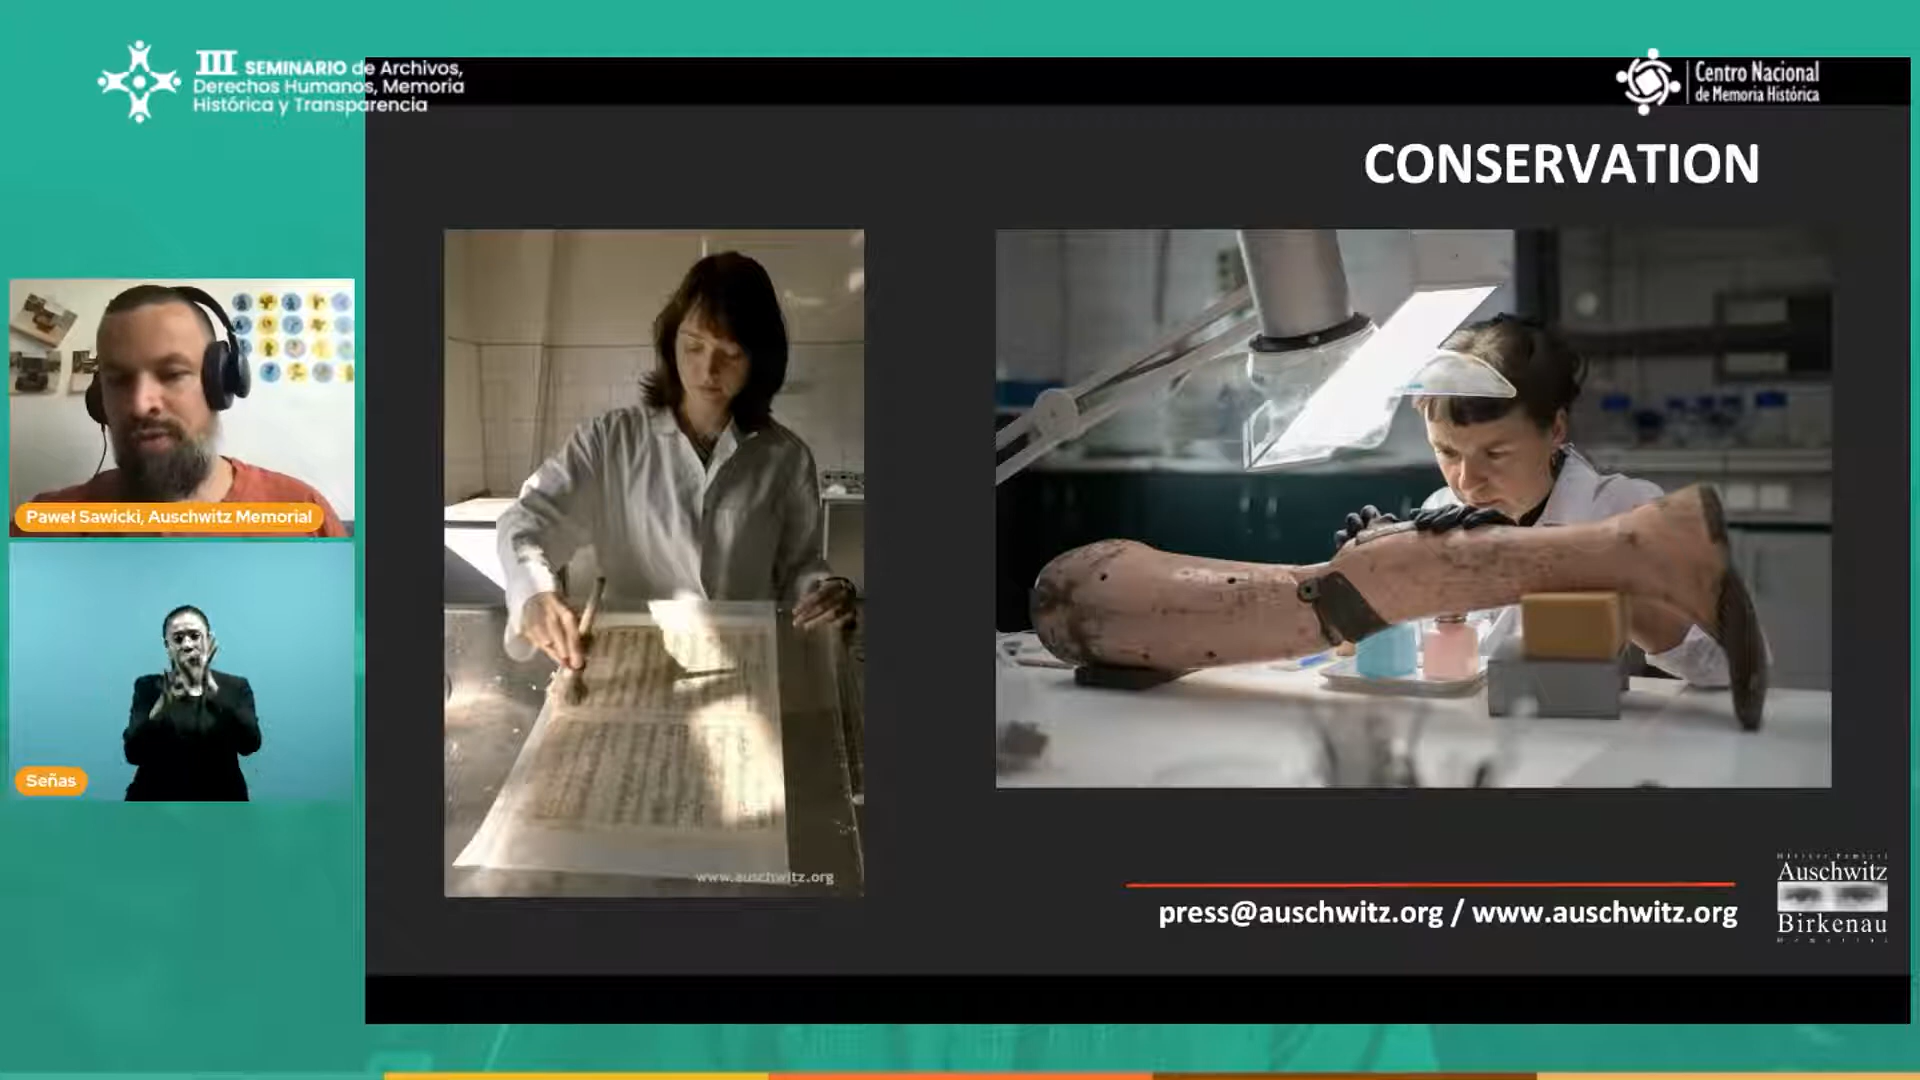 III SEMINARIO de Archivos,
Derechos Humanos, Memoria
Histórica y Transparencia
Centro Nacional
de Memoria Histórica
CONSERVATION
Paweł Sawicki, Auschwitz Memorial
Señas
www.auschwitz.org
press@auschwitz.org / www.auschwitz.org
Auschwitz
Birkenau